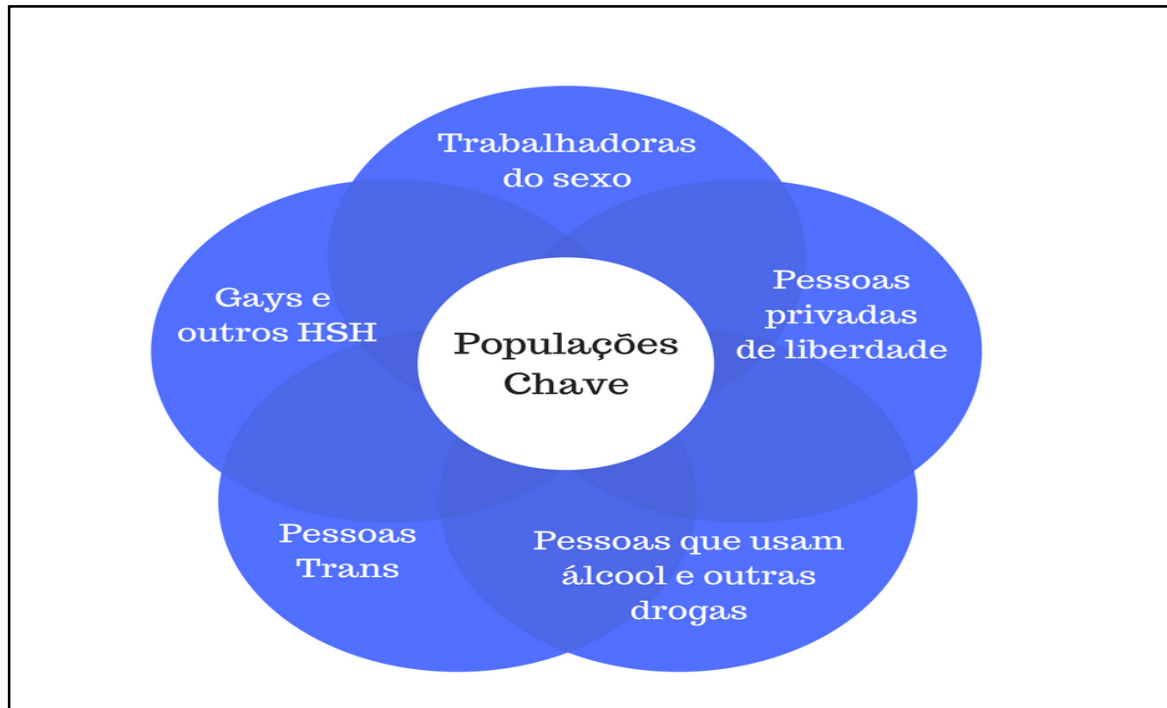 Trabalhadoras
do sexo
Gays e
outros HSH
Pessoas
privadas
de liberdade
Populações
Chave
Pessoas
Trans
Pessoas que usam
álcool e outras
drogas